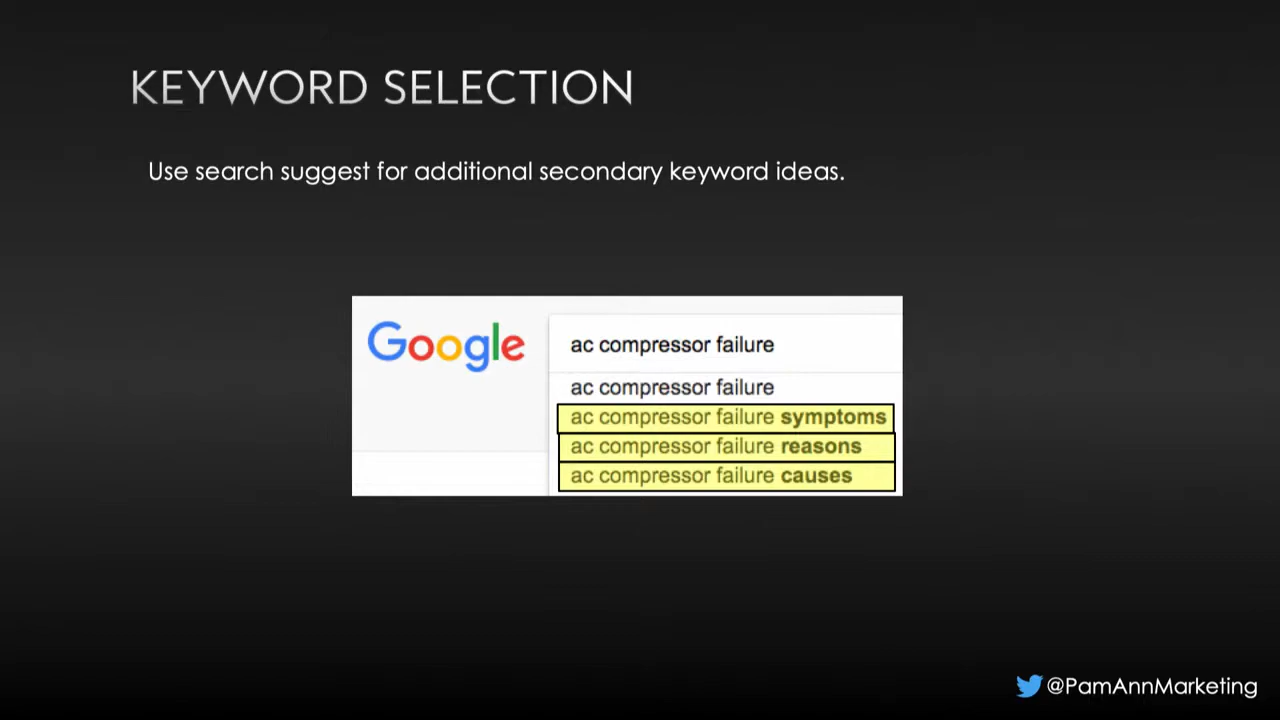 KEYWORD SELECTION
Use search suggest for additional secondary keyword ideas.
Google
ac compressor failure
ac compressor failure
ac compressor failure symptoms
ac compressor failure reasons
ac compressor failure causes
@PamAnnMarketing